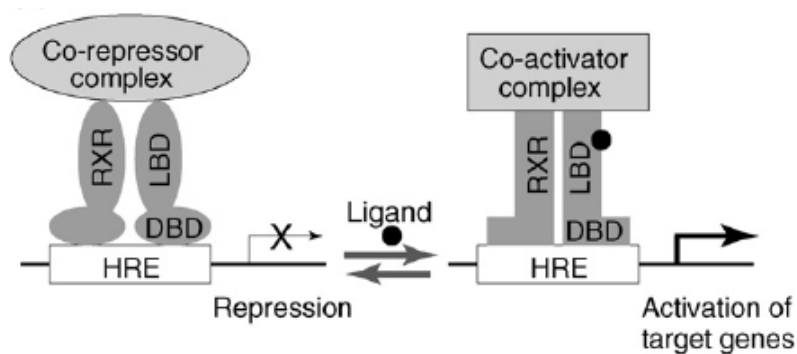 Co-repressor
complex
RXR
LBD
DBD
HRE
X
Repression
Ligand
Co-activator
complex
RXR
LBD
DBD
HRE
Activation of
target genes